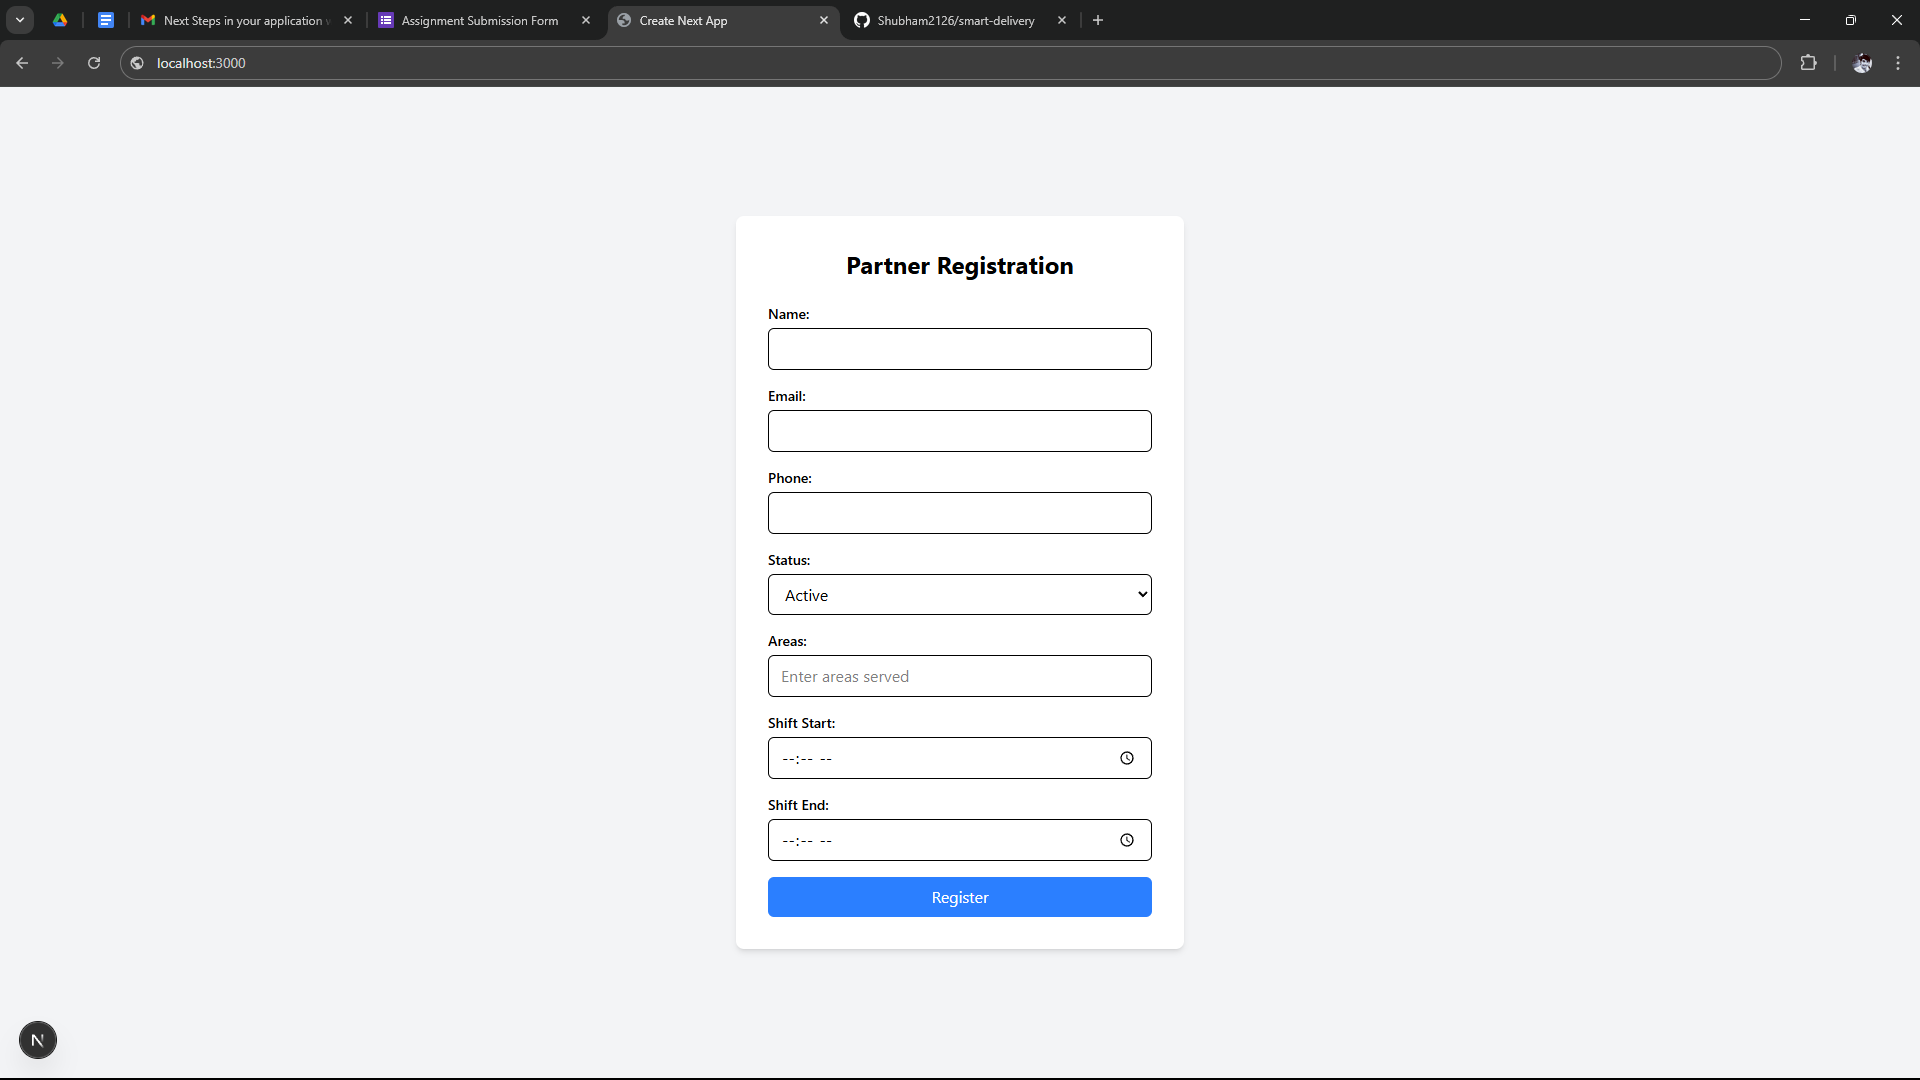 Next Steps in your application
Assignment Submission Form
Create Next App
Shubham2126/smart-delivery
localhost:3000
Partner Registration
Name:
Email:
Phone:
Status:
Active
Areas:
Enter areas served
Shift Start:
--:-- --
Shift End:
--:-- --
Register
N